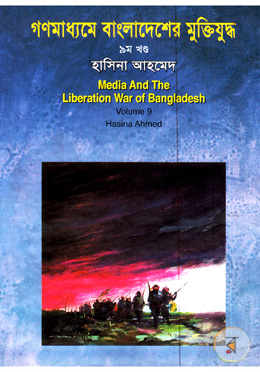 গণমাধ্যমে বাংলাদেশের মুক্তিযুদ্ধ
৯ম খণ্ড
হাসিনা আহমেদ
Media And The
Liberation War of Bangladesh
Volume 9
Hasina Ahmed